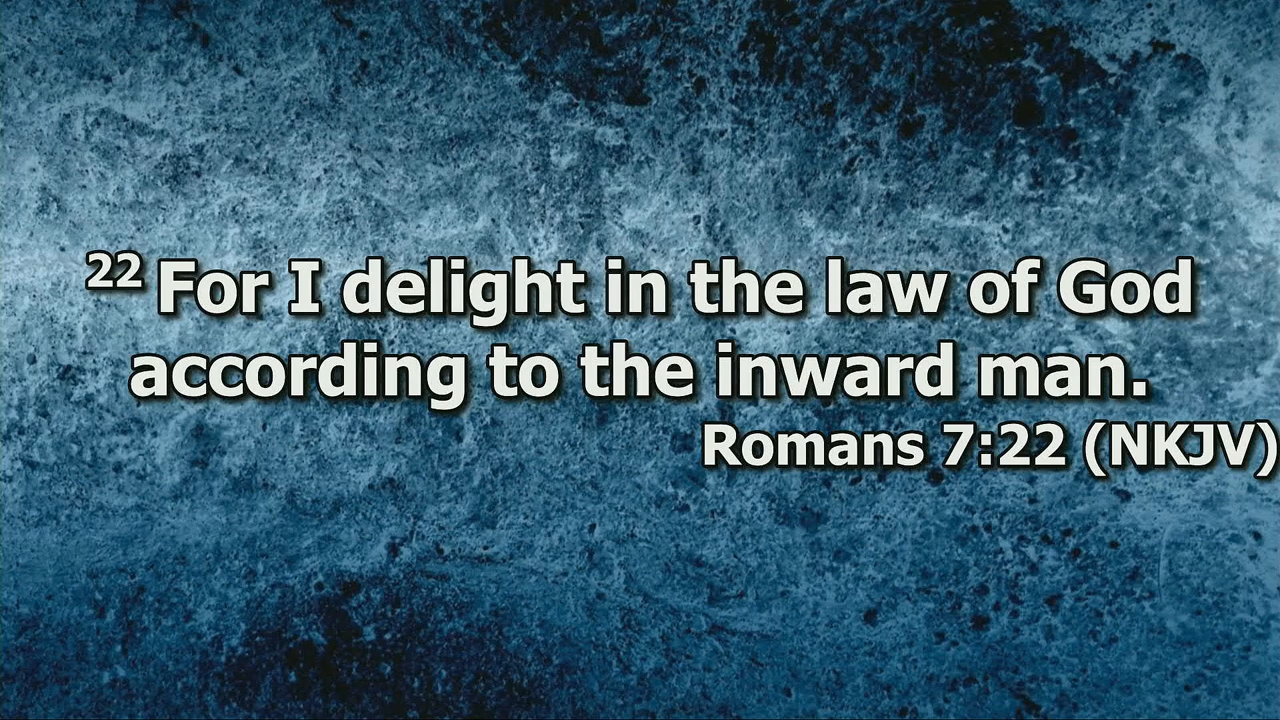 22 For I delight in the law of God
according to the inward man.
Romans 7:22 (NKJV)